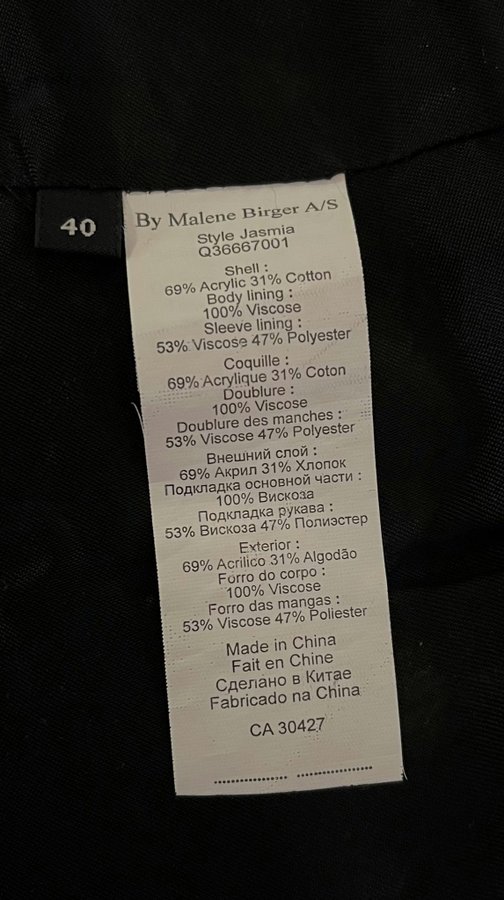 40
By Malene Birger A/S
Style Jasmia
Q36667001
Shell :
69% Acrylic 31% Cotton
Body lining :
100% Viscose
Sleeve lining :
53% Viscose 47% Polyester
Coquille :
69% Acrylique 31% Coton
Doublure :
100% Viscose
Doublure des manches :
53% Viscose 47% Polyester
Внешний слой :
69% Акрил 31% Хлопок
Подкладка основной части :
100% Вискоза
Подкладка рукава :
53% Вискоза 47% Полиэстер
Exterior :
69% Acrilico 31% Algodão
Forro do corpo :
100% Viscose
Forro das mangas :
53% Viscose 47% Poliester
Made in China
Fait en Chine
Сделано в Китае
Fabricado na China
CA 30427